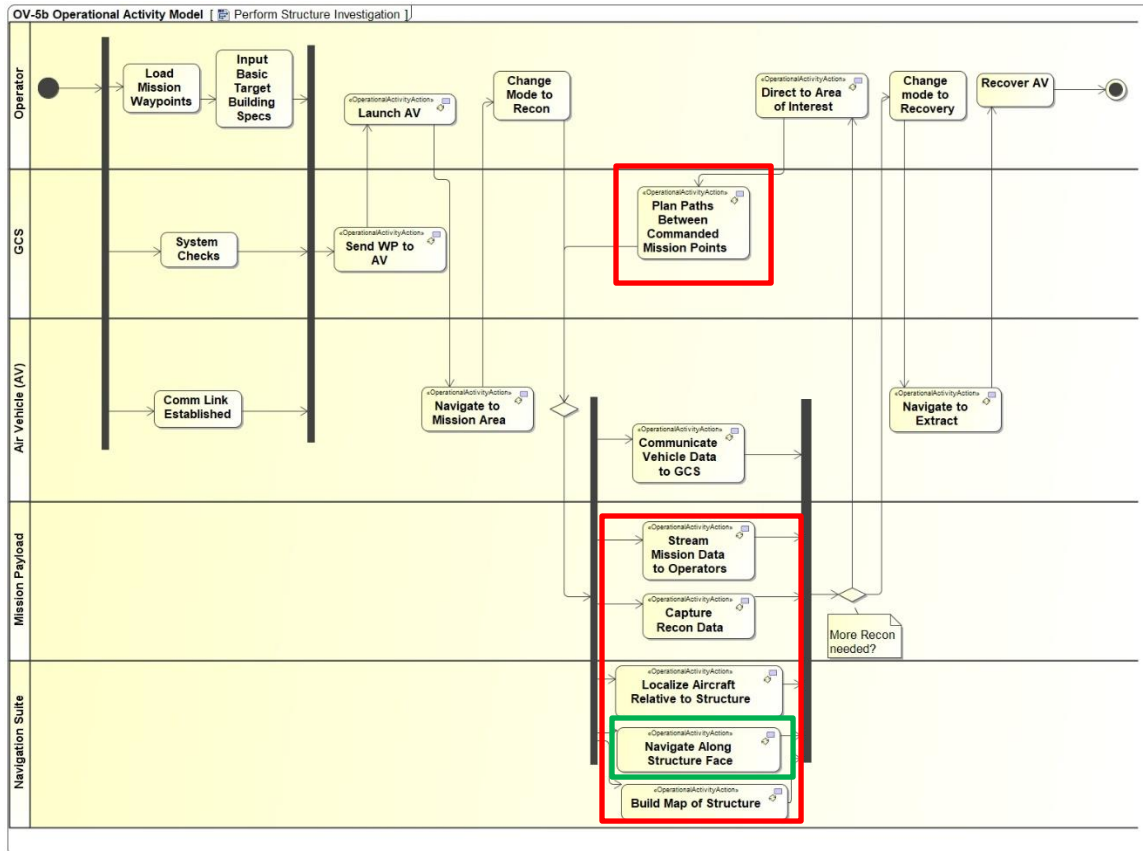 OV-5b Operational Activity Model [ Perform Structure Investigation ]
Operator
Load
Mission
Waypoints
Input
Basic
Target
Building
Specs
«OperationalActivityAction»
Launch AV
Change
Mode to
Recon
«OperationalActivityAction»
Direct to Area
of Interest
Change
mode to
Recovery
Recover AV
GCS
System
Checks
«OperationalActivityAction»
Send WP to
AV
«OperationalActivityAction»
Plan Paths
Between
Commanded
Mission Points
Air Vehicle (AV)
Comm Link
Established
«OperationalActivityAction»
Navigate to
Mission Area
«OperationalActivityAction»
Communicate
Vehicle Data
to GCS
«OperationalActivityAction»
Navigate to
Extract
Mission Payload
«OperationalActivityAction»
Stream
Mission Data
to Operators
«OperationalActivityAction»
Capture
Recon Data
More Recon
needed?
Navigation Suite
«OperationalActivityAction»
Localize Aircraft
Relative to Structure
«OperationalActivityAction»
Navigate Along
Structure Face
«OperationalActivityAction»
Build Map of Structure